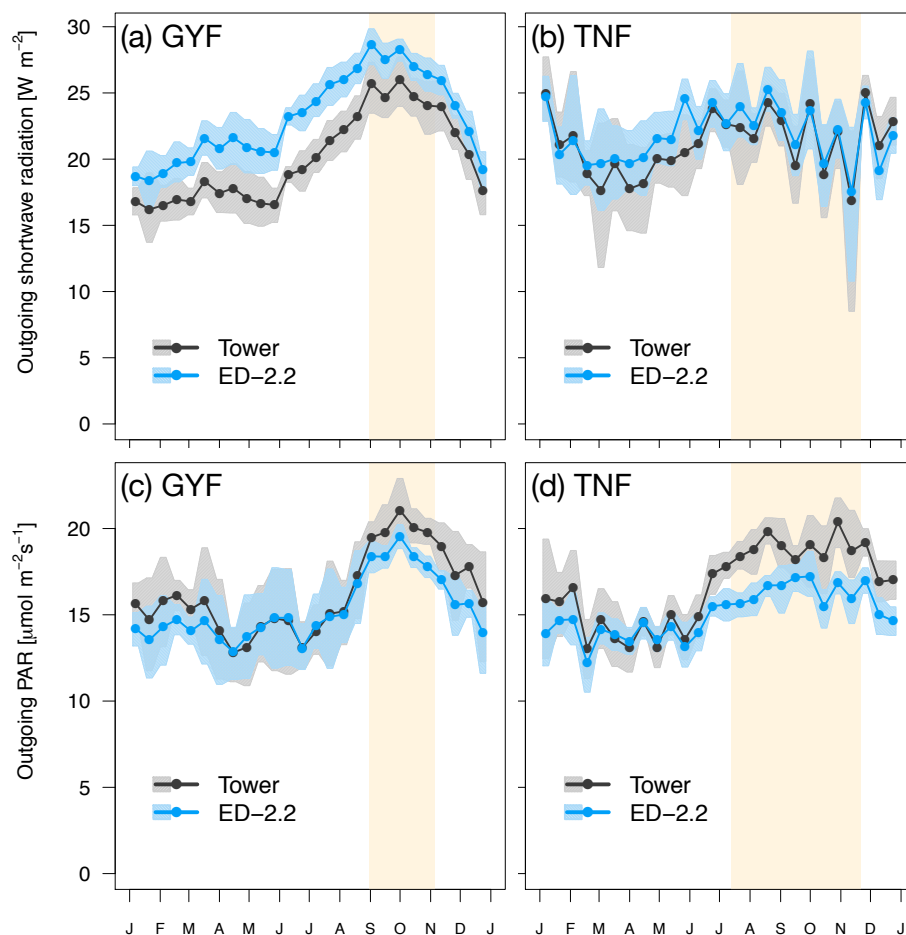 (a) GYF
(b) TNF
Outgoing shortwave radiation [W m−2]
30
25
20
15
10
5
0
Tower
ED−2.2
Tower
ED−2.2
(c) GYF
(d) TNF
Outgoing PAR [μmol m−2s−1]
20
15
10
5
0
Tower
ED−2.2
Tower
ED−2.2
J F M A M J J A S O N D J
J F M A M J J A S O N D J